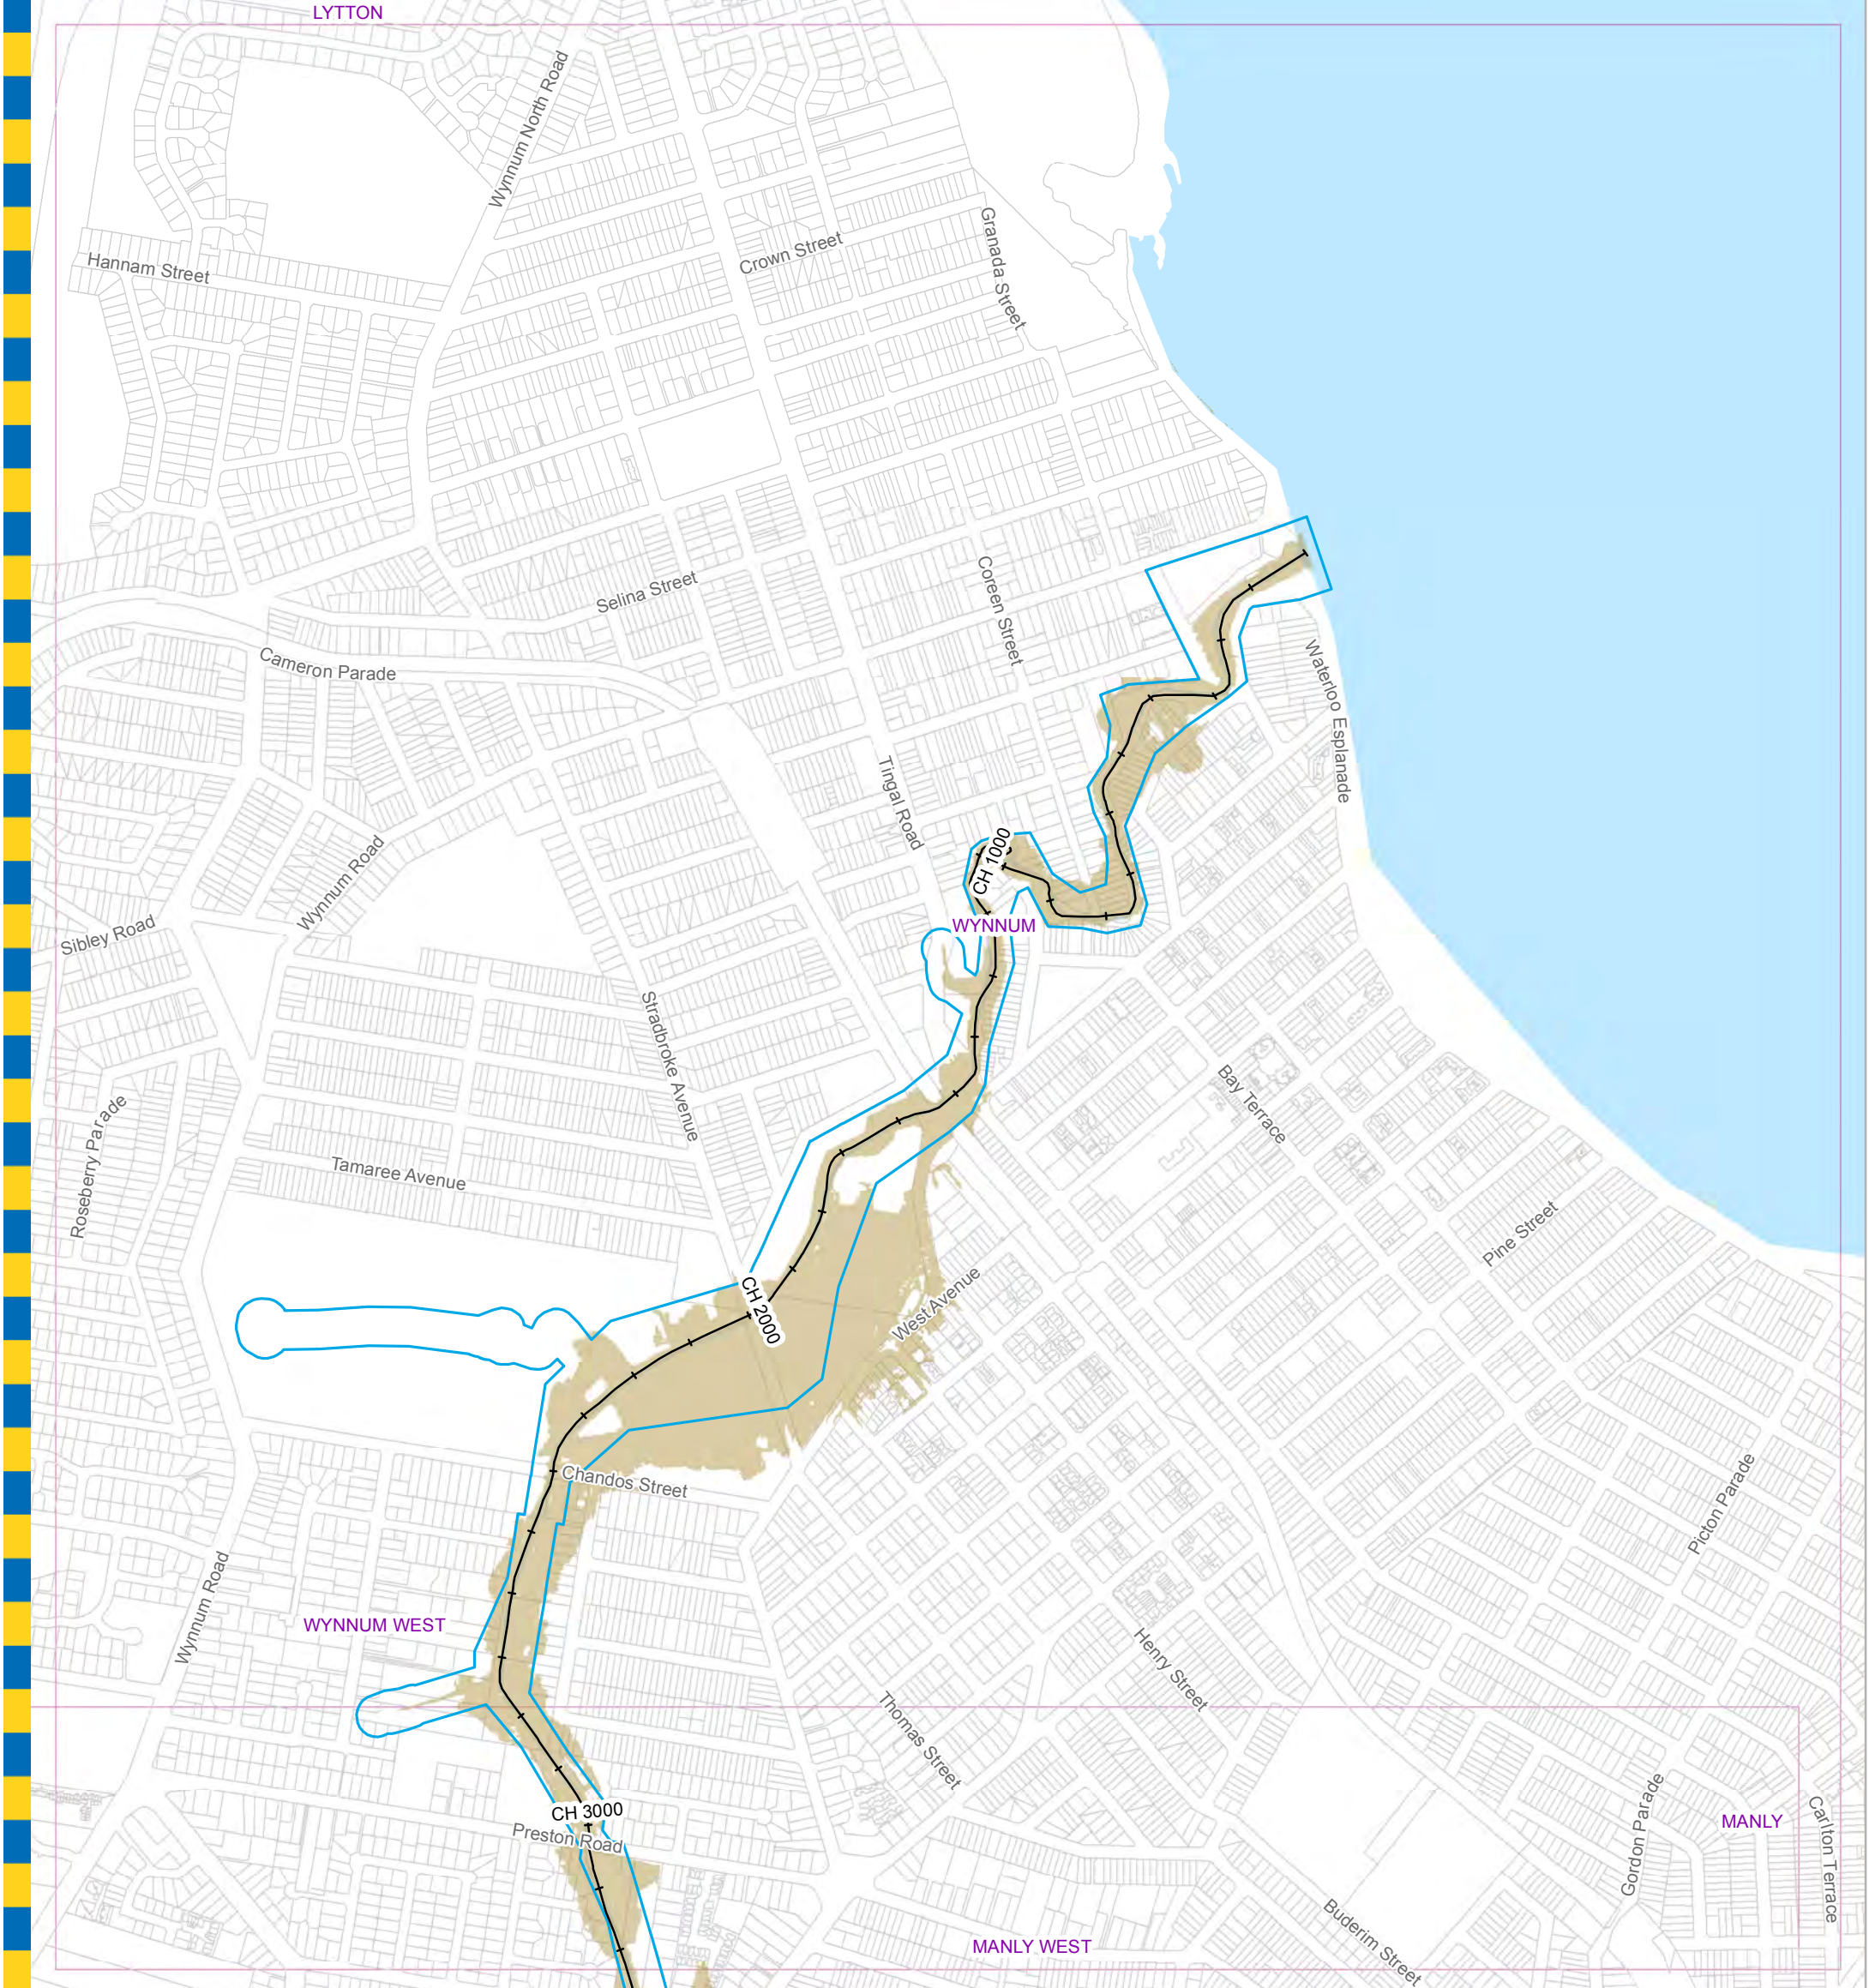 LYTTON
Wynnum North Road
Hannam Street
Crown Street
Granada Street
Selina Street
Coreen Street
Cameron Parade
Waterloo Esplanade
Tingal Road
Wynnum Road
CH 1000
Sibley Road
WYNNUM
Stradbroke Avenue
Bay Terrace
Roseberry Parade
Tamaree Avenue
Pine Street
CH 2000
West Avenue
Chandos Street
Picton Parade
Wynnum Road
WYNNUM WEST
Henry Street
Thomas Street
CH 3000
Preston Road
Gordon Parade
MANLY
Carlton Terrace
MANLY WEST
Buderim Street